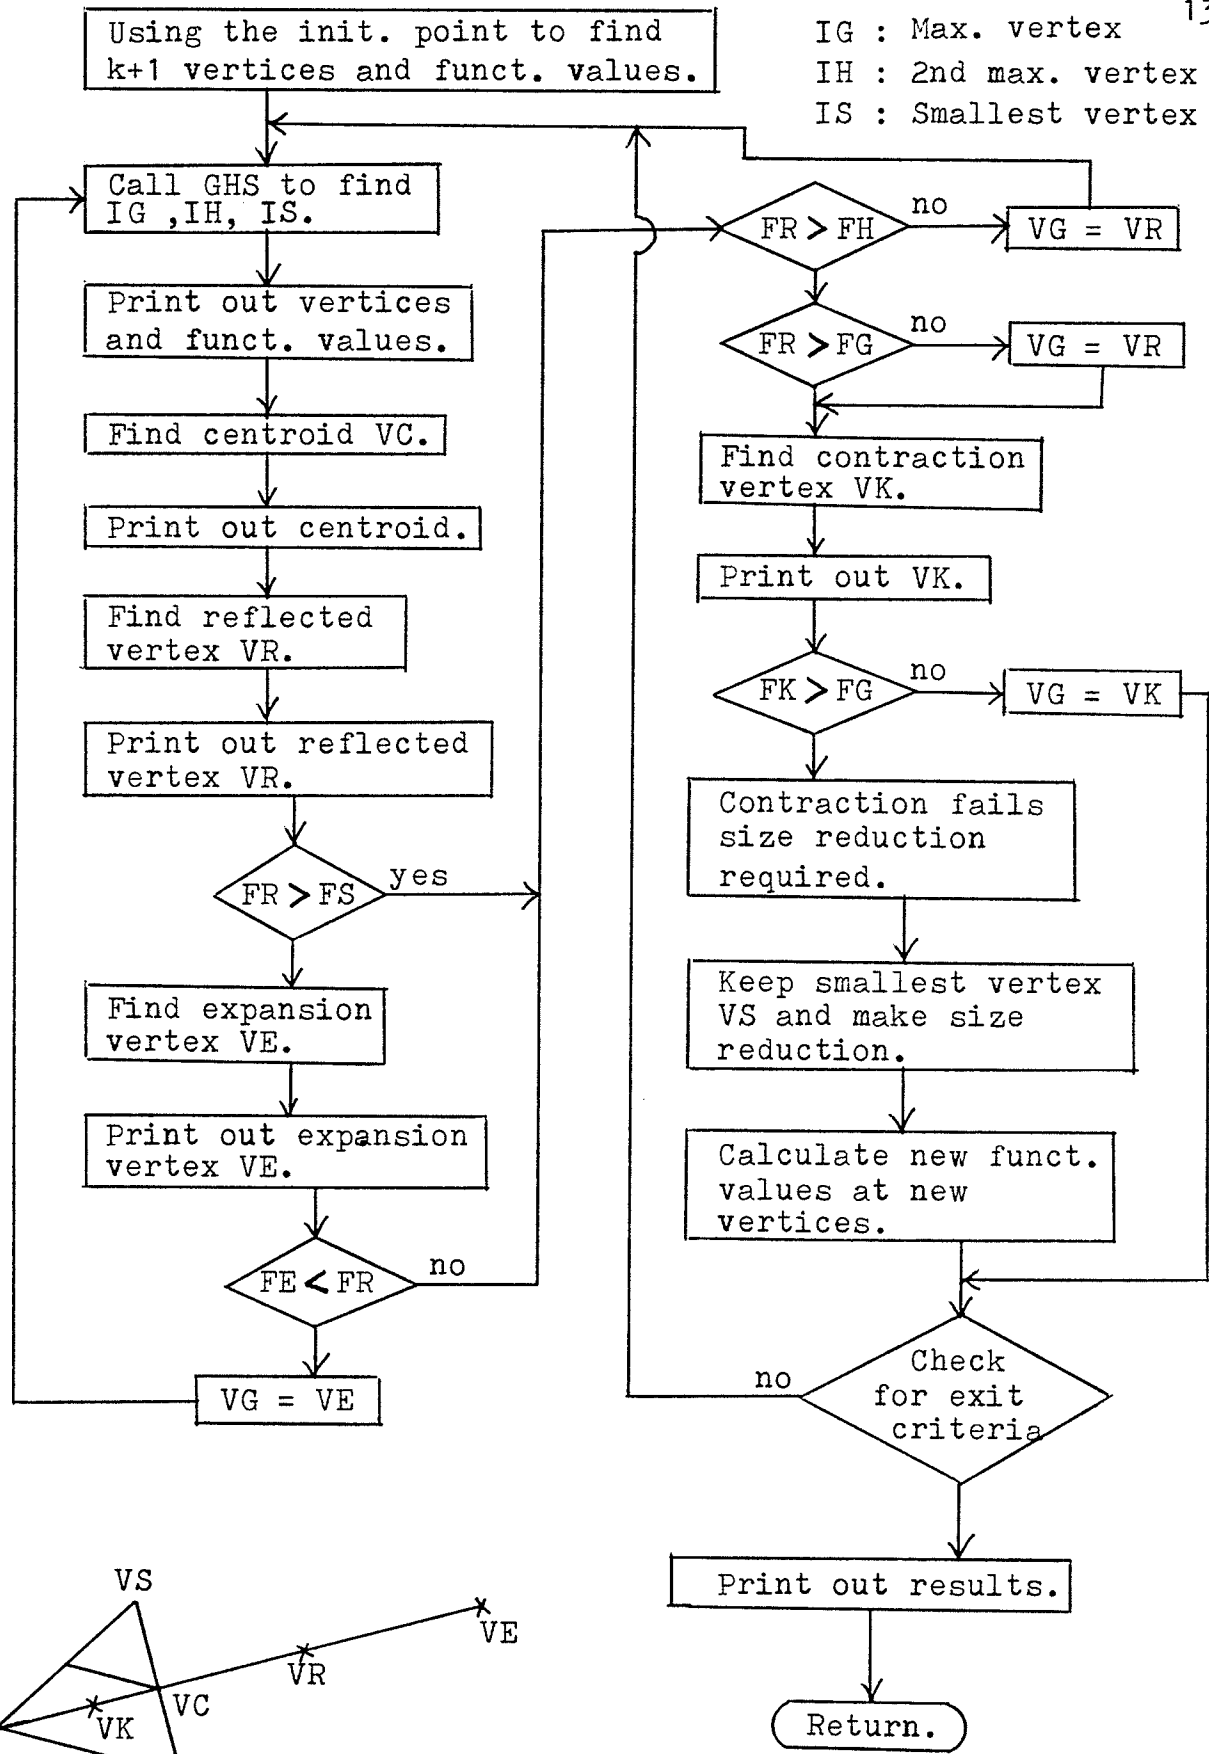 13
IG : Max. vertex
IH : 2nd max. vertex
IS : Smallest vertex
Using the init. point to find
k+1 vertices and funct. values.
Call GHS to find
IG ,IH, IS.
Print out vertices
and funct. values.
Find centroid VC.
Print out centroid.
Find reflected
vertex VR.
Print out reflected
vertex VR.
FR > FS
yes
Find expansion
vertex VE.
Print out expansion
vertex VE.
FE < FR
no
VG = VE
FR > FH
no
VG = VR
FR > FG
no
VG = VR
Find contraction
vertex VK.
Print out VK.
FK > FG
no
VG = VK
Contraction fails
size reduction
required.
Keep smallest vertex
VS and make size
reduction.
Calculate new funct.
values at new
vertices.
Check
for exit
criteria
no
Print out results.
Return.
VS
VE
VR
VC
VK